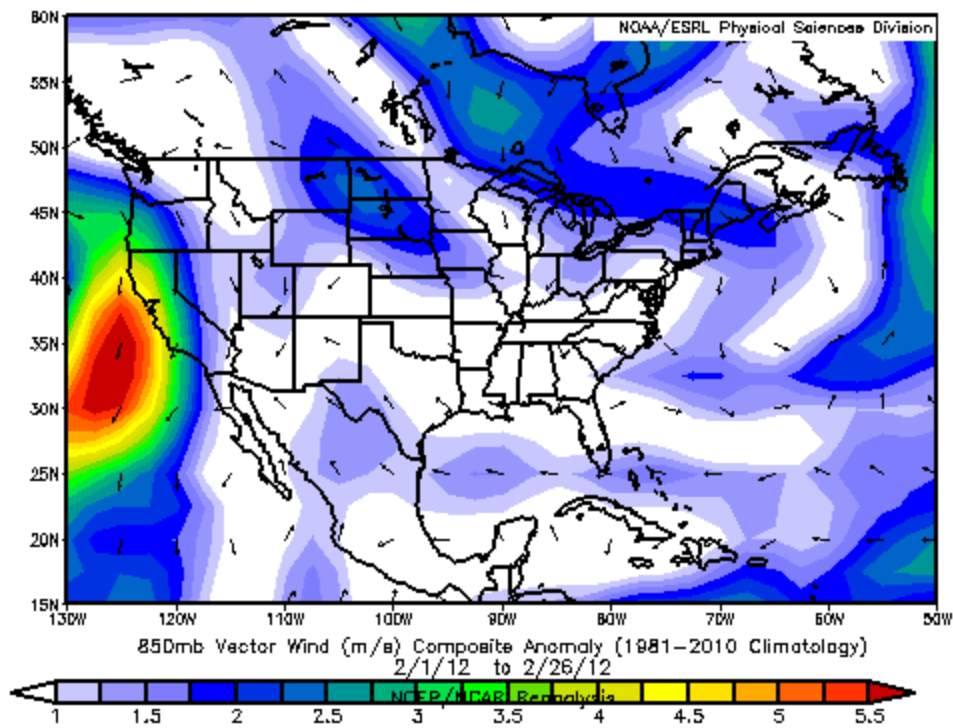 NOAA/ESRL Physical Sciences Division
60N
55N
50N
45N
40N
35N
30N
25N
20N
15N
130W 120W 110W 100W 90W 80W 70W 60W 50W
850mb Vector Wind (m/s) Composite Anomaly (1981-2010 Climatology)
2/1/12 to 2/26/12
NCEP/NCAR Reanalysis
1 1.5 2 2.5 3 3.5 4 4.5 5 5.5